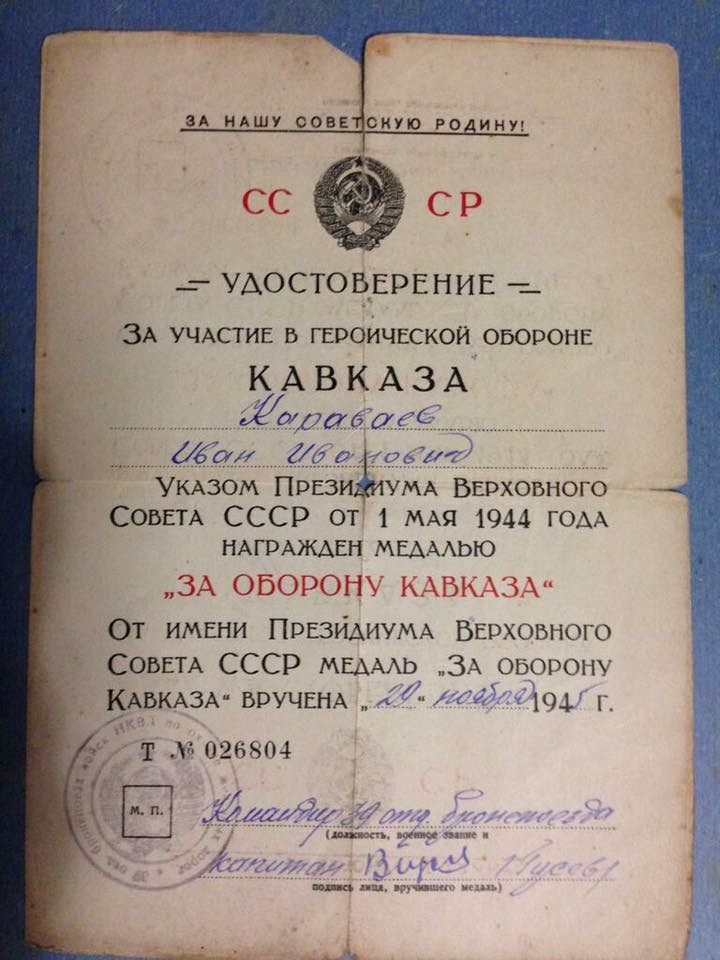 ЗА НАШУ СОВЕТСКУЮ РОДИНУ!
СС СР
УДОСТОВЕРЕНИЕ
ЗА УЧАСТИЕ В ГЕРОИЧЕСКОЙ ОБОРОНЕ
КАВКАЗА
Караваев
Иван Иванович
УКАЗОМ ПРЕЗИДИУМА ВЕРХОВНОГО
СОВЕТА СССР ОТ 1 МАЯ 1944 ГОДА
НАГРАЖДЕН МЕДАЛЬЮ
„ЗА ОБОРОНУ КАВКАЗА“
ОТ ИМЕНИ ПРЕЗИДИУМА ВЕРХОВНОГО
СОВЕТА СССР МЕДАЛЬ „ЗА ОБОРОНУ
КАВКАЗА“ ВРУЧЕНА „29“ ноября 1945 г.
Т № 026804
М. П.
Командир 39 отд. бронепоезда
(должность, военное звание и
капитан (Гусев)
подпись лица, вручившего медаль)